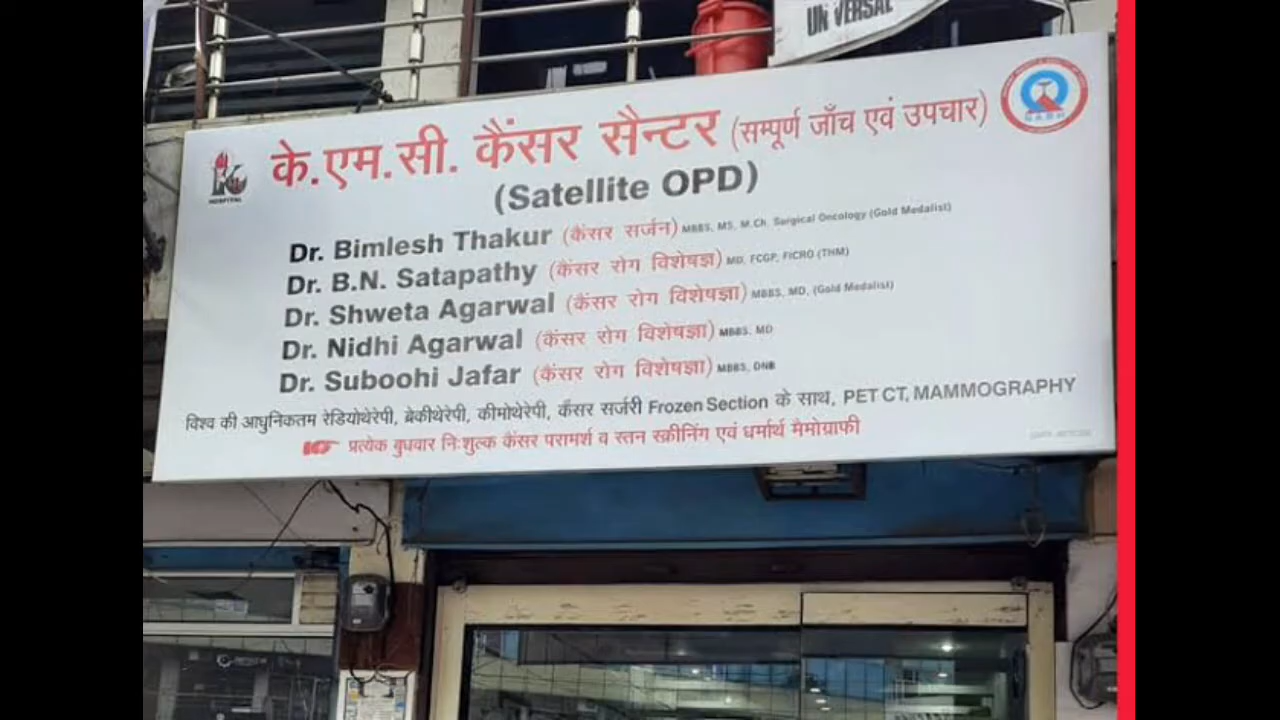 UNIVERSAL
के.एम.सी. कैंसर सैन्टर (सम्पूर्ण जाँच एवं उपचार)
(Satellite OPD)
HOSPITAL
NABH
Dr. Bimlesh Thakur (कैंसर सर्जन) MBBS, MS, M.Ch. Surgical Oncology (Gold Medalist)
Dr. B.N. Satapathy (कैंसर रोग विशेषज्ञ) MD, FCGP, FICRO (THM)
Dr. Shweta Agarwal (कैंसर रोग विशेषज्ञा) MBBS, MD, (Gold Medalist)
Dr. Nidhi Agarwal (कैंसर रोग विशेषज्ञा) MBBS, MD
Dr. Suboohi Jafar (कैंसर रोग विशेषज्ञा) MBBS, DNB
विश्व की आधुनिकतम रेडियोथेरेपी, ब्रेकीथेरेपी, कीमोथेरेपी, कैंसर सर्जरी Frozen Section के साथ, PET CT, MAMMOGRAPHY
प्रत्येक बुधवार निःशुल्क कैंसर परामर्श व स्तन स्क्रीनिंग एवं धर्मार्थ मैमोग्राफी